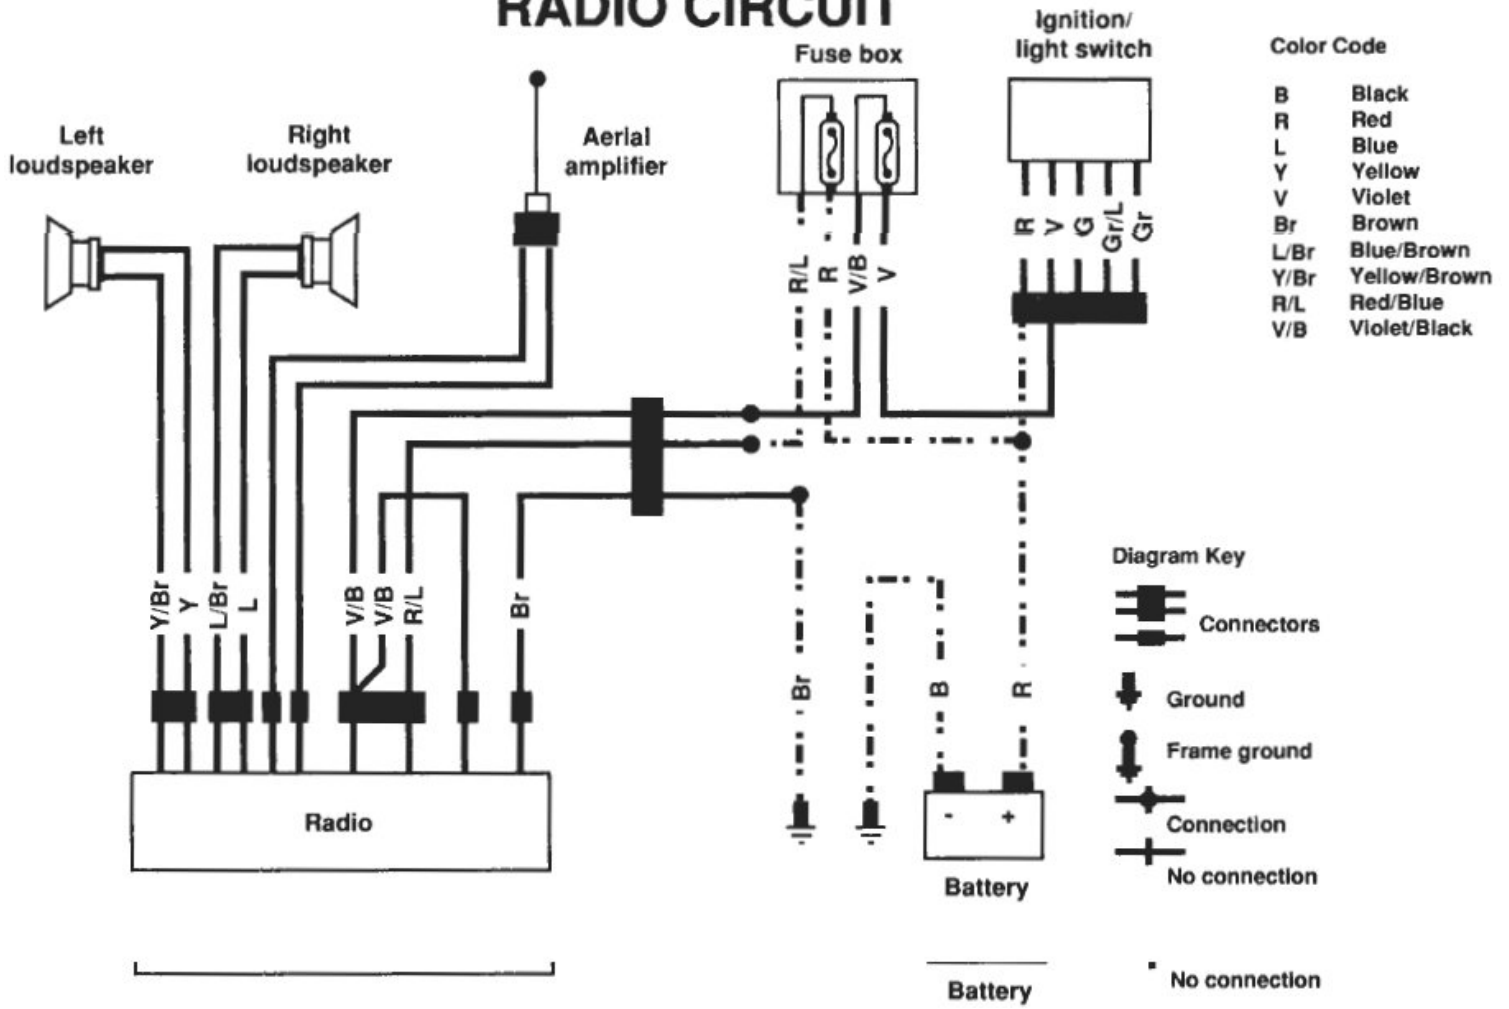 RADIO CIRCUIT
Ignition/
light switch
Fuse box
Color Code
B Black
R Red
L Blue
Y Yellow
V Violet
Br Brown
L/Br Blue/Brown
Y/Br Yellow/Brown
R/L Red/Blue
V/B Violet/Black
Left
loudspeaker
Right
loudspeaker
Aerial
amplifier
R V G Gr/L Gr
R/L R V/B V
Y/Br Y L/Br L V/B V/B R/L Br
Br B R
Diagram Key
Connectors
Ground
Frame ground
Connection
No connection
Radio
- +
Battery
Battery
No connection